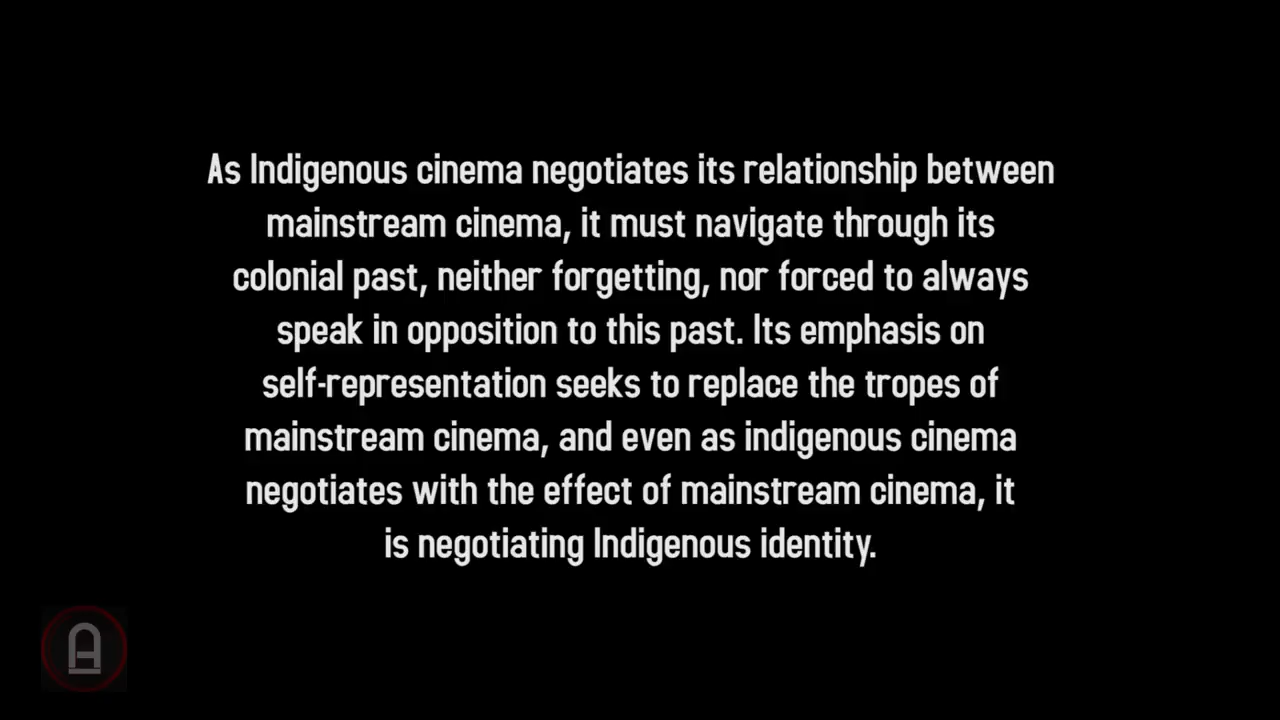 As Indigenous cinema negotiates its relationship between
mainstream cinema, it must navigate through its
colonial past, neither forgetting, nor forced to always
speak in opposition to this past. Its emphasis on
self-representation seeks to replace the tropes of
mainstream cinema, and even as indigenous cinema
negotiates with the effect of mainstream cinema, it
is negotiating Indigenous identity.
A